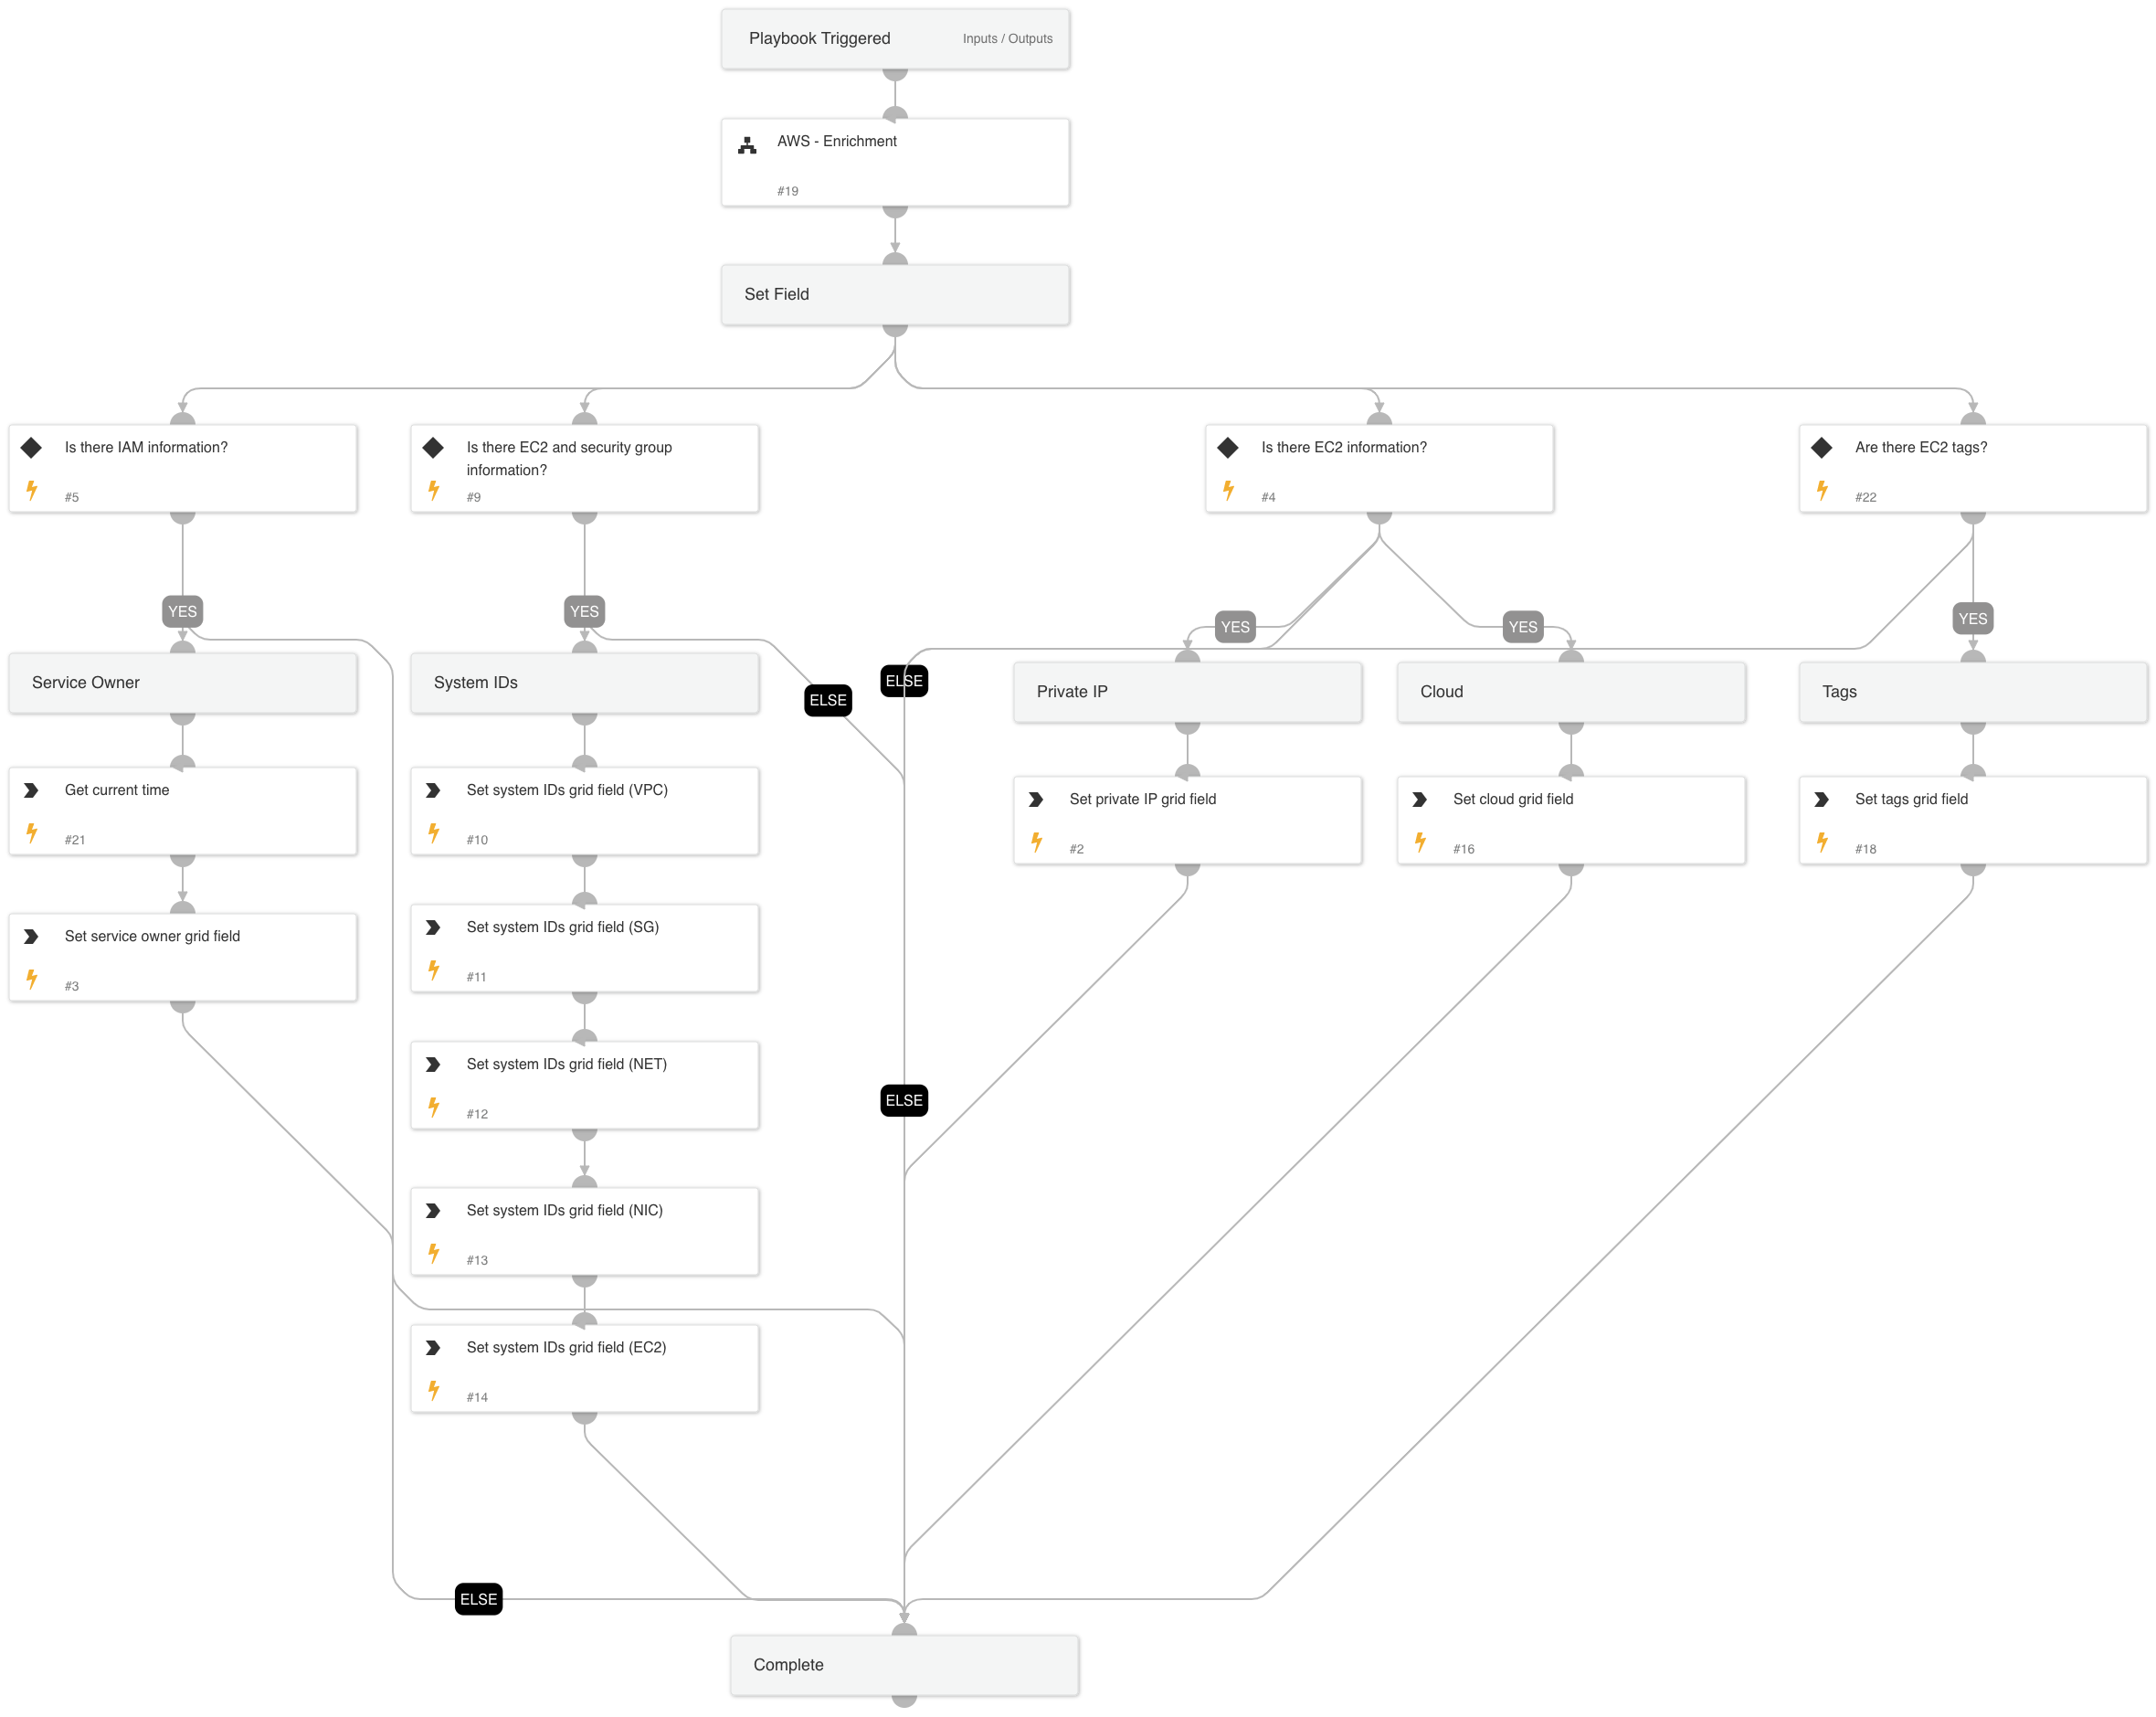 Playbook Triggered
Inputs / Outputs
AWS - Enrichment
#19
Set Field
Is there IAM information?
#5
Is there EC2 and security group
information?
#9
Is there EC2 information?
#4
Are there EC2 tags?
#22
YES
YES
YES
YES
YES
Service Owner
System IDs
ELSE
ELSE
Private IP
Cloud
Tags
Get current time
#21
Set system IDs grid field (VPC)
#10
Set private IP grid field
#2
Set cloud grid field
#16
Set tags grid field
#18
Set service owner grid field
#3
Set system IDs grid field (SG)
#11
Set system IDs grid field (NET)
#12
ELSE
Set system IDs grid field (NIC)
#13
Set system IDs grid field (EC2)
#14
ELSE
Complete